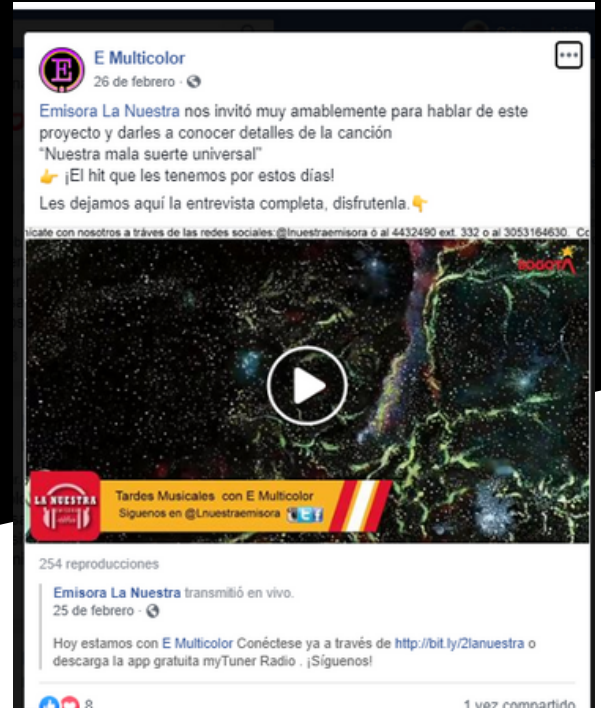 E Multicolor
26 de febrero ·
Emisora La Nuestra nos invitó muy amablemente para hablar de este
proyecto y darles a conocer detalles de la canción
“Nuestra mala suerte universal”
¡El hit que les tenemos por estos días!
Les dejamos aquí la entrevista completa, disfrutenla.
nícate con nosotros a tráves de las redes sociales:@lnuestraemisora ó al 4432490 ext. 332 o al 3053164630. Co
BOGOTÁ
LA NUESTRA
Tardes Musicales con E Multicolor
Siguenos en @Lnuestraemisora
254 reproducciones
Emisora La Nuestra transmitió en vivo.
25 de febrero ·
Hoy estamos con E Multicolor Conéctese ya a través de http://bit.ly/2lanuestra o
descarga la app gratuita myTuner Radio . ¡Síguenos!
8
1 vez compartido